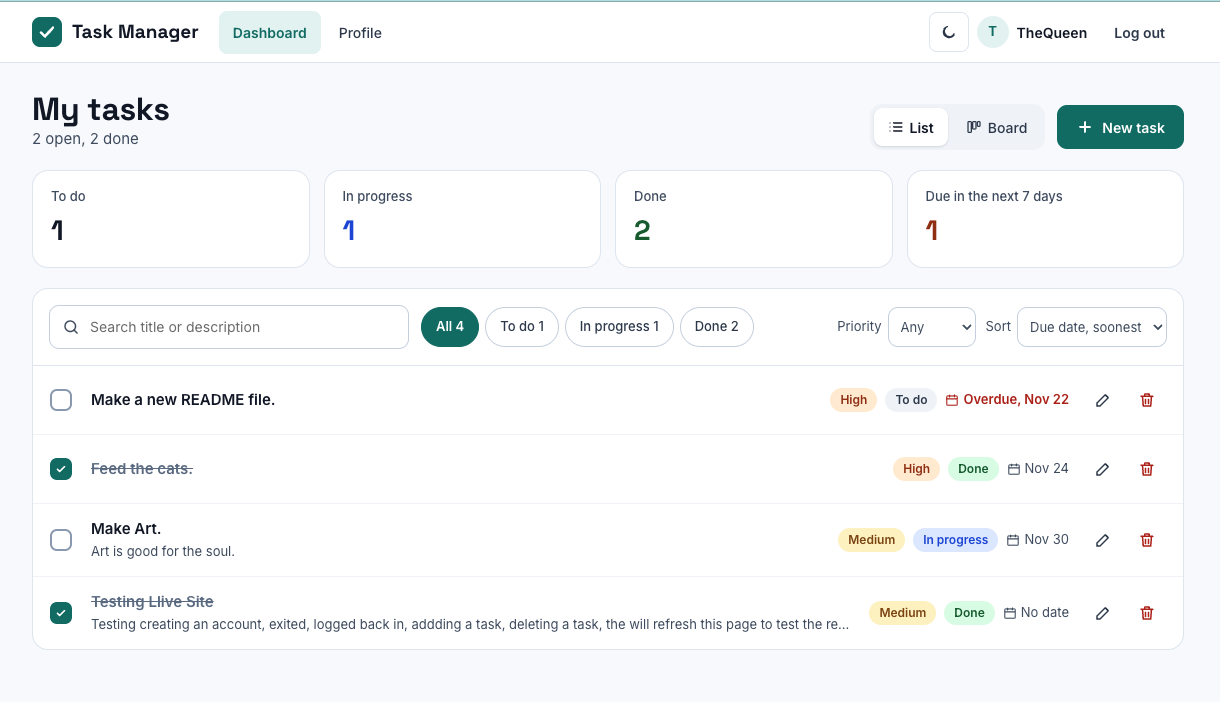 Task Manager
Dashboard
Profile
T
TheQueen
Log out
My tasks
2 open, 2 done
List
Board
New task
To do
1
In progress
1
Done
2
Due in the next 7 days
1
Search title or description
All 4
To do 1
In progress 1
Done 2
Priority
Any
Sort
Due date, soonest
Make a new README file.
High
To do
Overdue, Nov 22
Feed the cats.
High
Done
Nov 24
Make Art.
Art is good for the soul.
Medium
In progress
Nov 30
Testing Llive Site
Testing creating an account, exited, logged back in, addding a task, deleting a task, the will refresh this page to test the re...
Medium
Done
No date